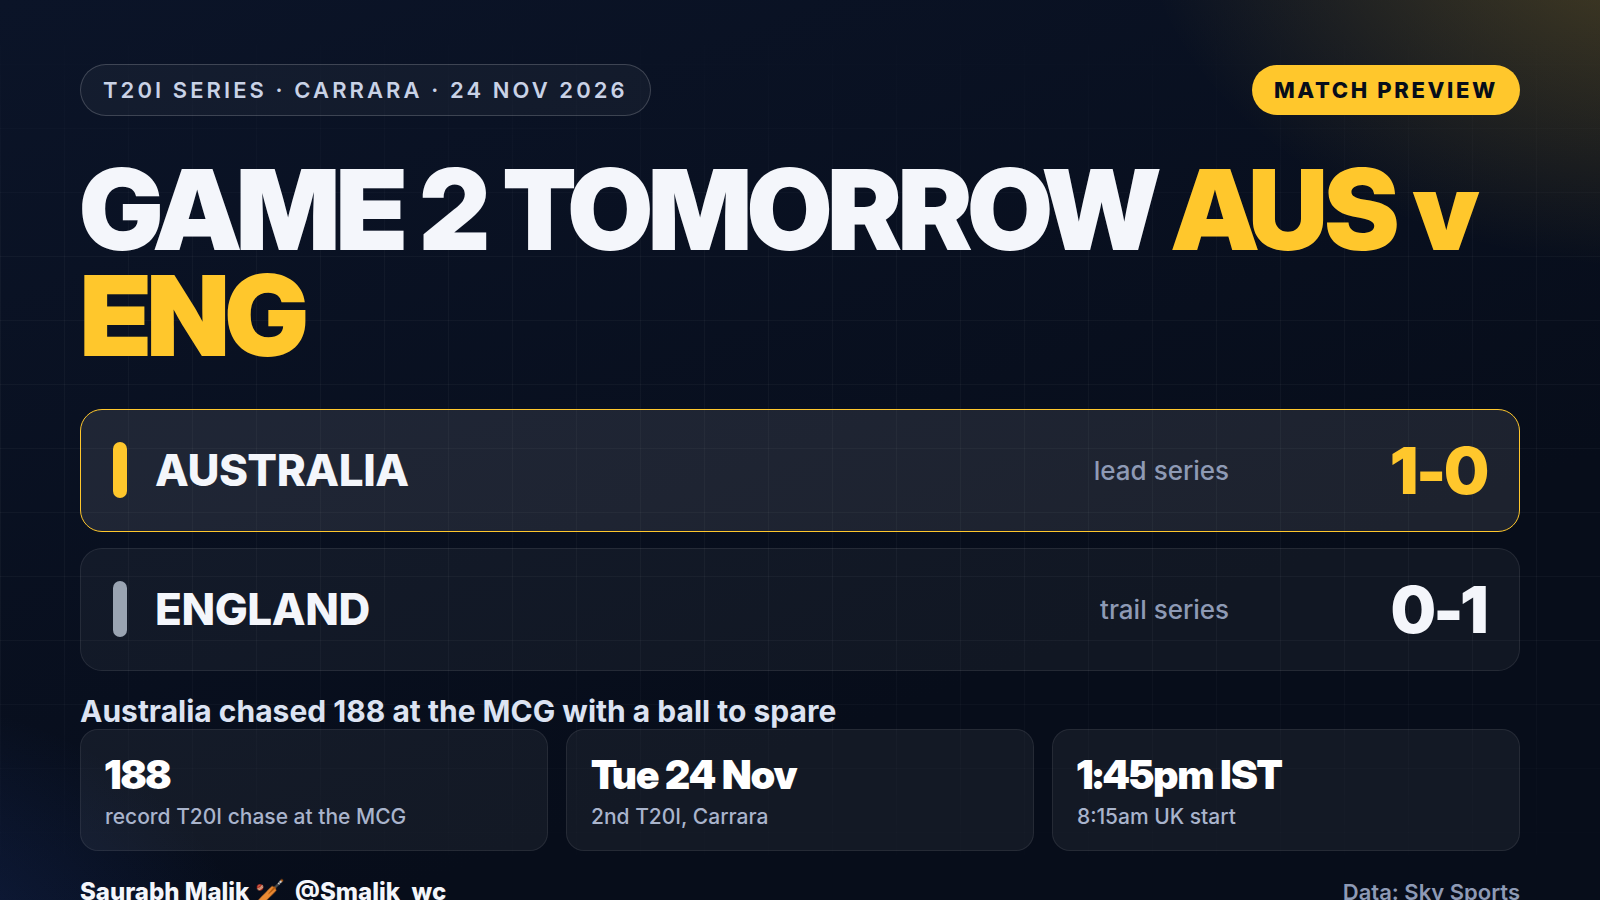 T20I SERIES · CARRARA · 24 NOV 2026
MATCH PREVIEW
GAME 2 TOMORROW AUS v
ENG
AUSTRALIA
lead series
1-0
ENGLAND
trail series
0-1
Australia chased 188 at the MCG with a ball to spare
188
record T20I chase at the MCG
Tue 24 Nov
2nd T20I, Carrara
1:45pm IST
8:15am UK start
Saurabh Malik 🏏 @Smalik_wc
Data: Sky Sports